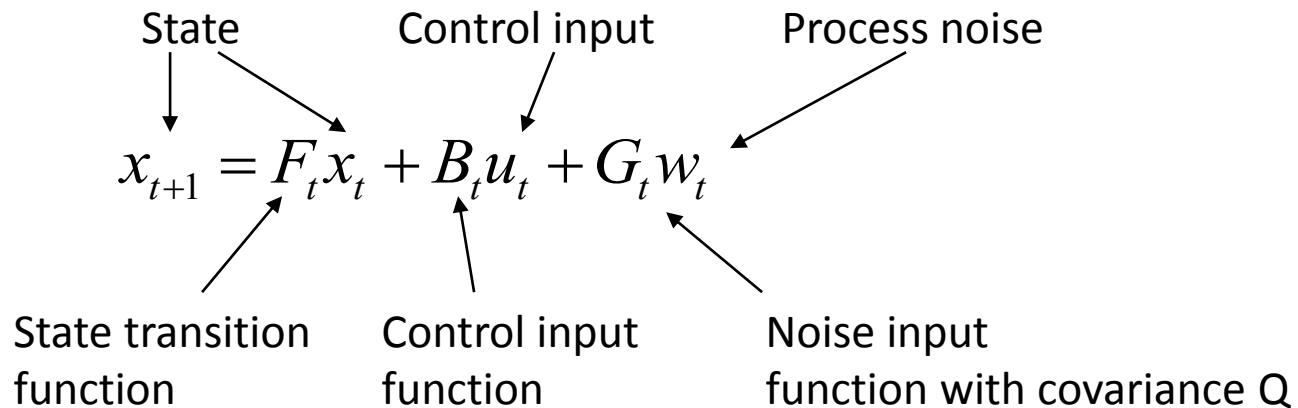 State Control input Process noise
x_{t+1} = F_t x_t + B_t u_t + G_t w_t
State transition Control input Noise input
function function function with covariance Q